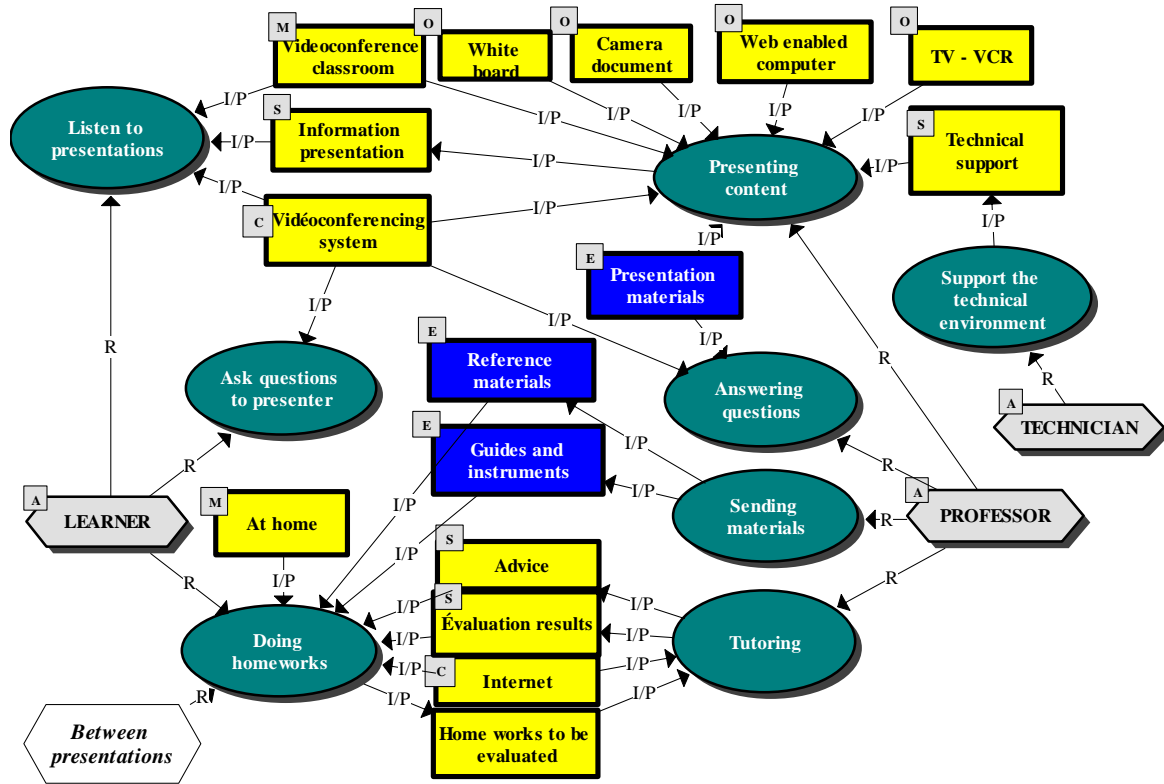 M
Videoconference
classroom
O
White
board
O
Camera
document
O
Web enabled
computer
O
TV - VCR
I/P
I/P
I/P
I/P
I/P
I/P
Listen to
presentations
S
Information
presentation
I/P
I/P
Presenting
content
I/P
S
Technical
support
I/P
C
Vidéoconferencing
system
I/P
I/P
I/P
E
Presentation
materials
Support the
technical
environment
I/P
I/P
I/P
R
E
Reference
materials
Ask questions
to presenter
Answering
questions
R
R
A
TECHNICIAN
E
Guides and
instruments
I/P
R
R
I/P
I/P
I/P
Sending
materials
R
A
PROFESSOR
A
LEARNER
M
At home
R
I/P
S
Advice
I/P
I/P
R
S
Évaluation results
I/P
I/P
Doing
homeworks
Tutoring
I/P
C
Internet
I/P
R
I/P
Home works to be
evaluated
I/P
Between
presentations